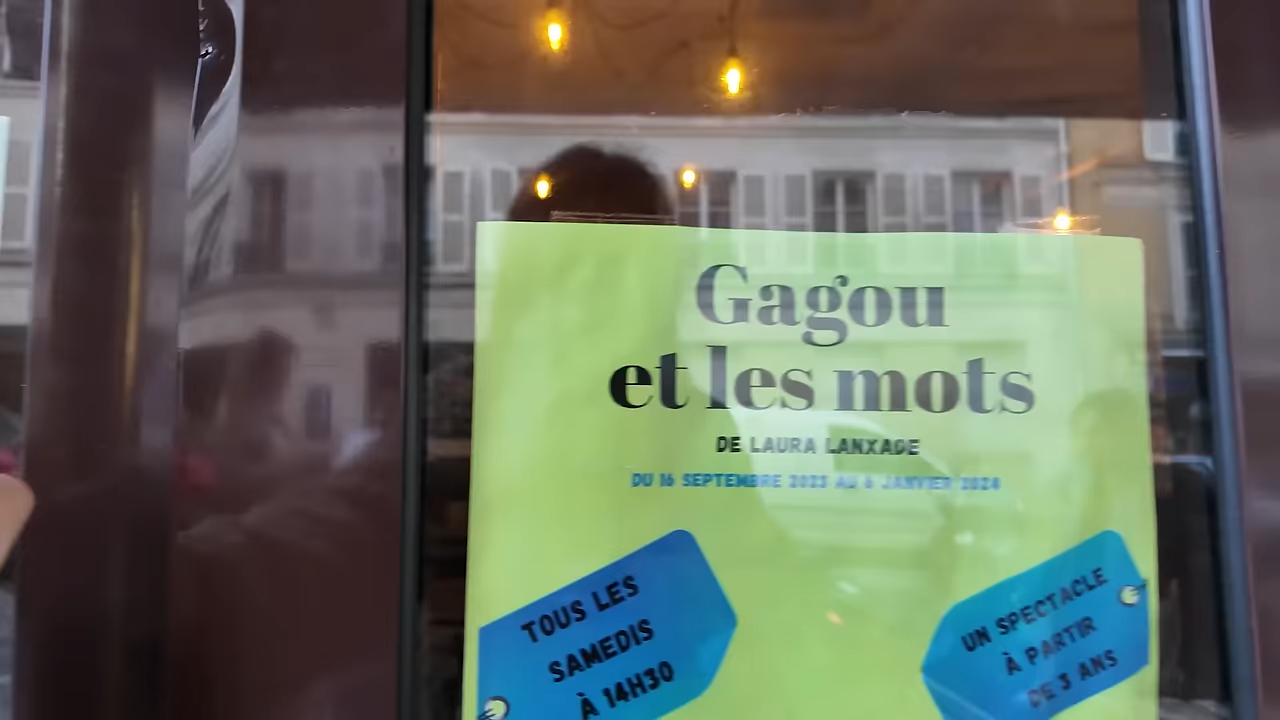 Gagou
et les mots
DE LAURA LANXADE
DU 16 SEPTEMBRE 2023 AU 6 JANVIER 2024
TOUS LES
SAMEDIS
À 14H30
UN SPECTACLE
À PARTIR
DE 3 ANS